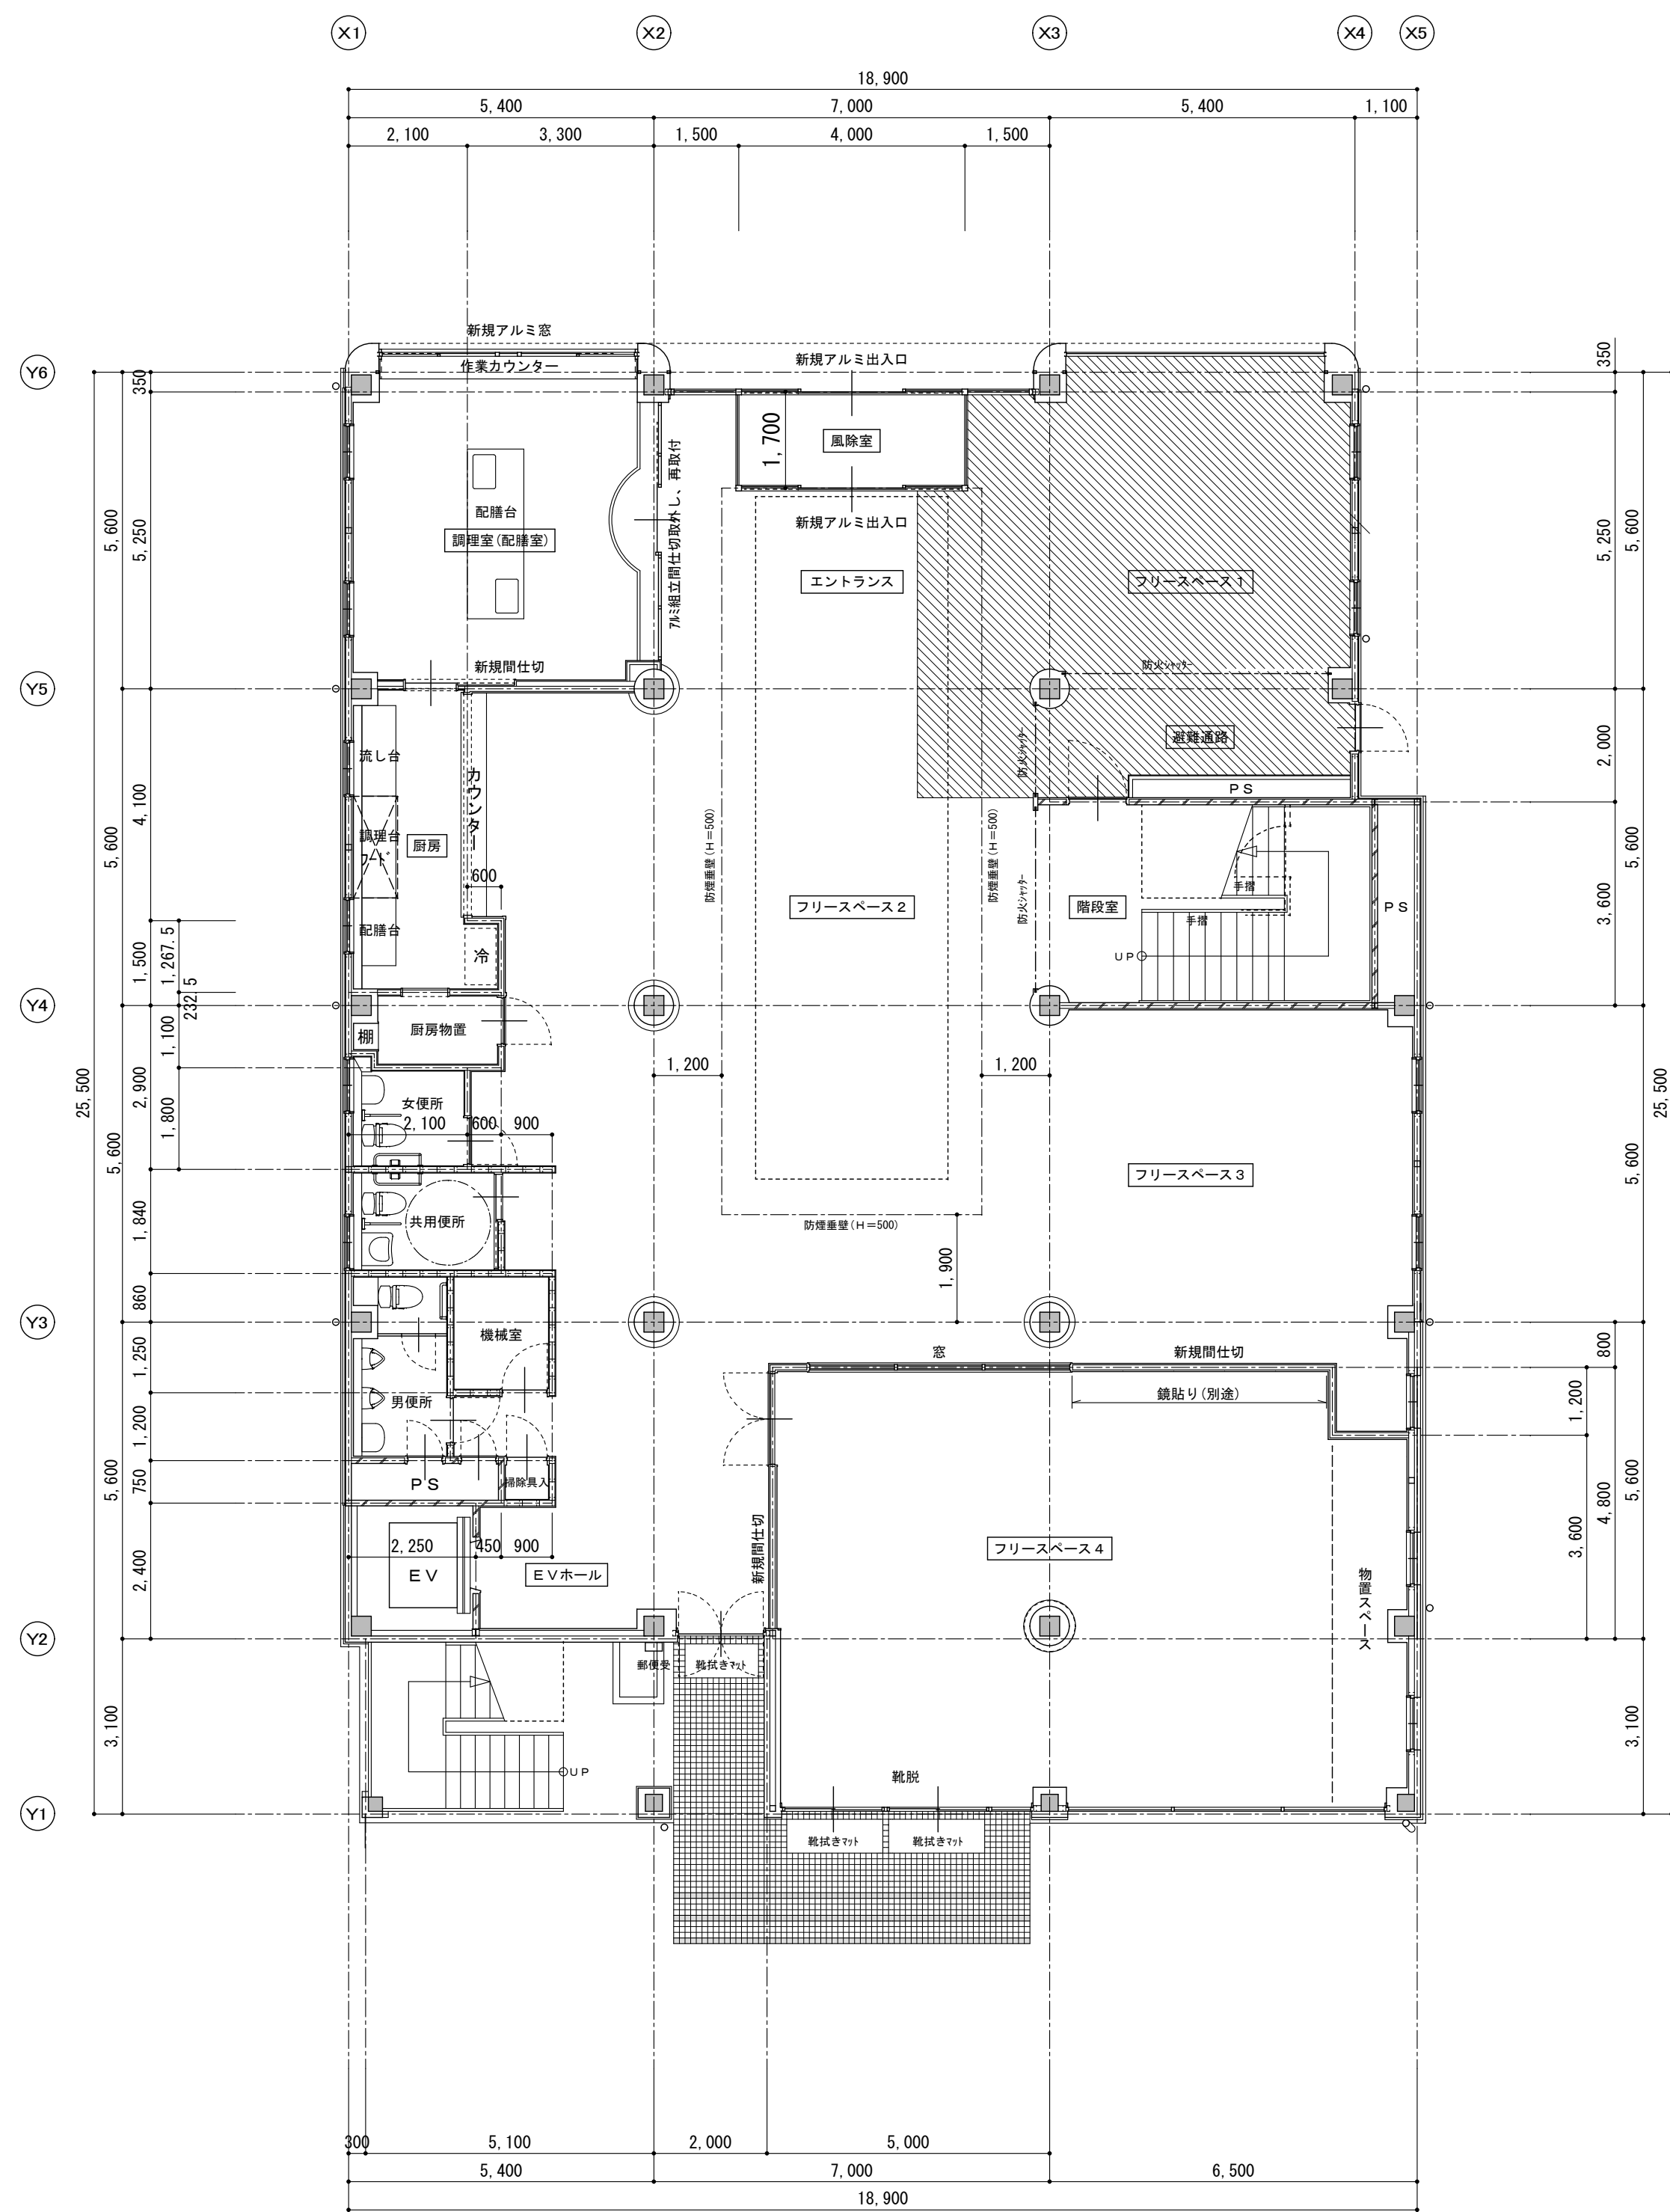 X1 X2 X3 X4 X5
18,900
5,400 7,000 5,400 1,100
2,100 3,300 1,500 4,000 1,500
新規アルミ窓
作業カウンター
新規アルミ出入口
Y6
350
350
1,700
風除室
アルミ組立間仕切取外し、再取付
配膳台
調理室(配膳室)
新規アルミ出入口
エントランス
フリースペース1
5,600
5,250
5,250
5,600
新規間仕切
防火シャッター
Y5
流し台
カウンター
防火シャッター
避難通路
PS
2,000
調理台
フード
厨房
4,100
5,600
600
防煙垂壁(H=500)
防煙垂壁(H=500)
フリースペース2
防火シャッター
階段室
手摺
手摺
UP
PS
3,600
5,600
配膳台
冷
1,500
1,267.5
232.5
Y4
棚
厨房物置
1,100
1,200
1,200
25,500
25,500
2,900
1,800
女便所
2,100 600 900
5,600
フリースペース3
5,600
共用便所
1,840
防煙垂壁(H=500)
1,900
860
Y3
機械室
1,250
窓
新規間仕切
鏡貼り(別途)
800
1,200
男便所
1,200
PS
掃除具入
750
5,600
4,800
5,600
3,600
新規間仕切
フリースペース4
物置スペース
2,250 450 900
EV
EVホール
2,400
Y2
郵便受
靴拭きマット
UP
3,100
3,100
靴脱
Y1
靴拭きマット
靴拭きマット
300 5,100 2,000 5,000
5,400 7,000 6,500
18,900